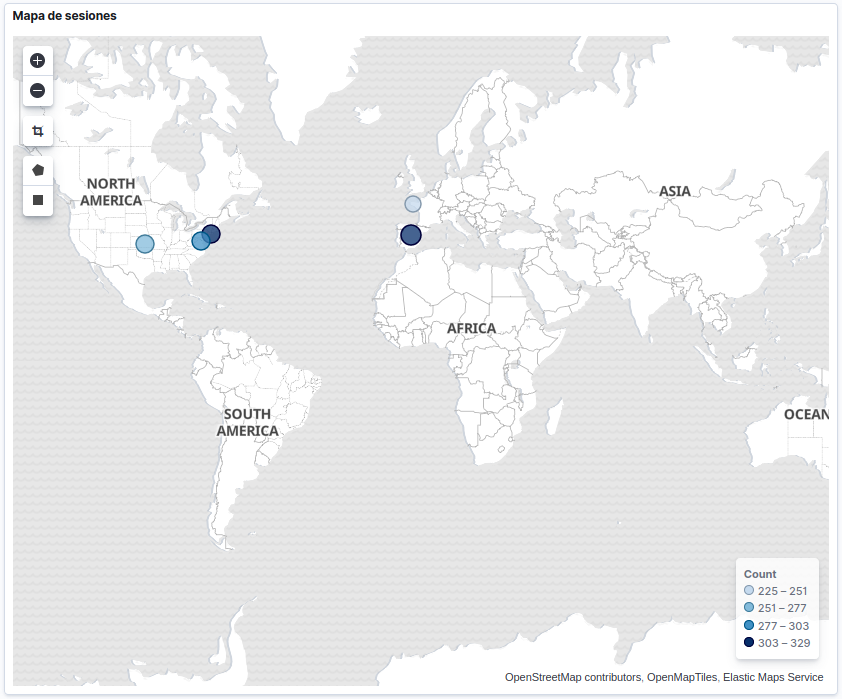 Mapa de sesiones
NORTH
AMERICA
ASIA
AFRICA
SOUTH
AMERICA
OCEAN
Count
225 – 251
251 – 277
277 – 303
303 – 329
OpenStreetMap contributors, OpenMapTiles, Elastic Maps Service